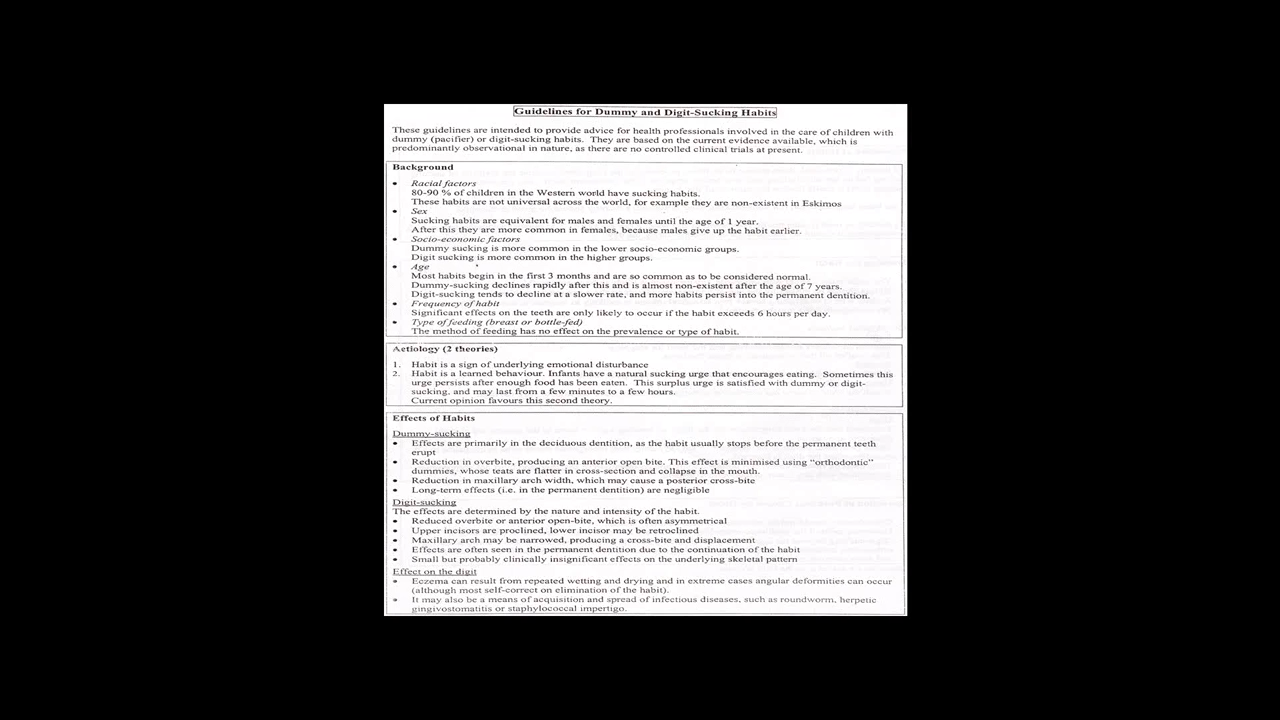 Guidelines for Dummy and Digit-Sucking Habits
These guidelines are intended to provide advice for health professionals involved in the care of children with
dummy (pacifier) or digit-sucking habits. They are based on the current evidence available, which is
predominantly observational in nature, as there are no controlled clinical trials at present.
Background
• Racial factors
80-90 % of children in the Western world have sucking habits.
These habits are not universal across the world, for example they are non-existent in Eskimos
• Sex
Sucking habits are equivalent for males and females until the age of 1 year.
After this they are more common in females, because males give up the habit earlier.
• Socio-economic factors
Dummy sucking is more common in the lower socio-economic groups.
Digit sucking is more common in the higher groups.
• Age
Most habits begin in the first 3 months and are so common as to be considered normal.
Dummy-sucking declines rapidly after this and is almost non-existent after the age of 7 years.
Digit-sucking tends to decline at a slower rate, and more habits persist into the permanent dentition.
• Frequency of habit
Significant effects on the teeth are only likely to occur if the habit exceeds 6 hours per day.
• Type of feeding (breast or bottle-fed)
The method of feeding has no effect on the prevalence or type of habit.
Aetiology (2 theories)
1. Habit is a sign of underlying emotional disturbance
2. Habit is a learned behaviour. Infants have a natural sucking urge that encourages eating. Sometimes this
urge persists after enough food has been eaten. This surplus urge is satisfied with dummy or digit-
sucking, and may last from a few minutes to a few hours.
Current opinion favours this second theory.
Effects of Habits
Dummy-sucking
• Effects are primarily in the deciduous dentition, as the habit usually stops before the permanent teeth
erupt
• Reduction in overbite, producing an anterior open bite. This effect is minimised using "orthodontic"
dummies, whose teats are flatter in cross-section and collapse in the mouth.
• Reduction in maxillary arch width, which may cause a posterior cross-bite
• Long-term effects (i.e. in the permanent dentition) are negligible
Digit-sucking
The effects are determined by the nature and intensity of the habit.
• Reduced overbite or anterior open-bite, which is often asymmetrical
• Upper incisors are proclined, lower incisor may be retroclined
• Maxillary arch may be narrowed, producing a cross-bite and displacement
• Effects are often seen in the permanent dentition due to the continuation of the habit
• Small but probably clinically insignificant effects on the underlying skeletal pattern
Effect on the digit
• Eczema can result from repeated wetting and drying and in extreme cases angular deformities can occur
(although most self-correct on elimination of the habit).
• It may also be a means of acquisition and spread of infectious diseases, such as roundworm, herpetic
gingivostomatitis or staphylococcal impertigo.